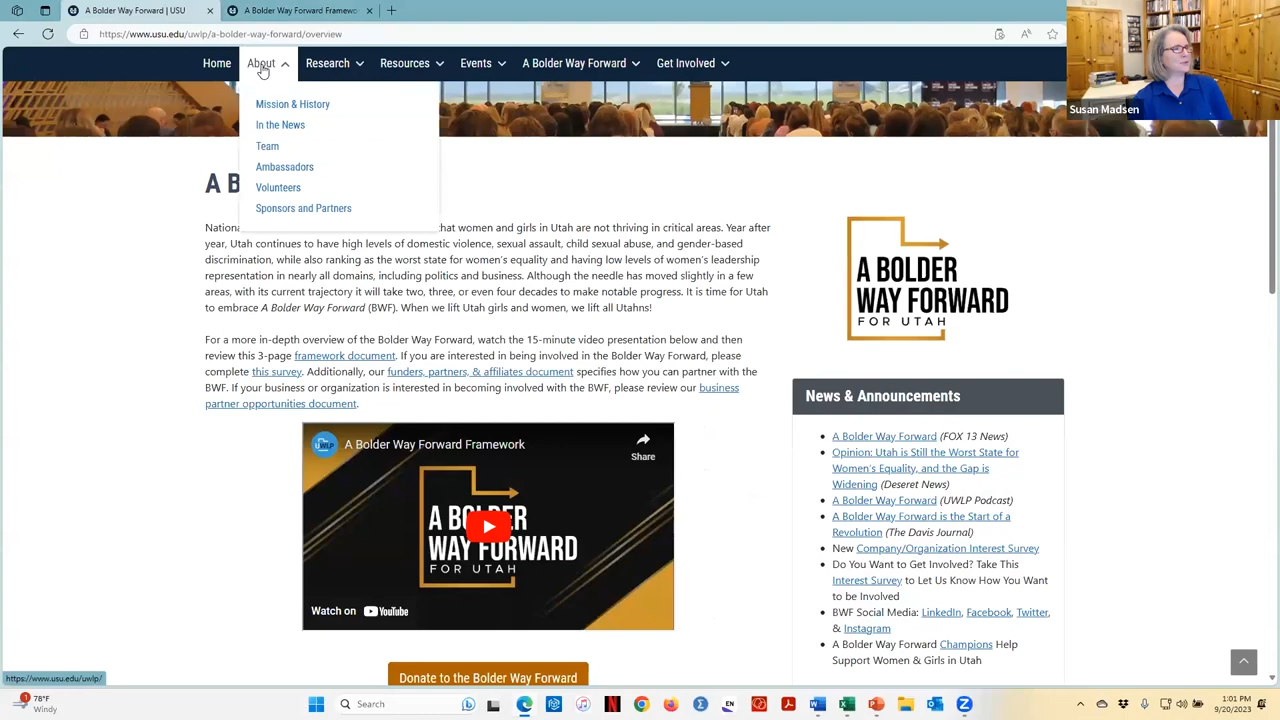 A Bolder Way Forward | USU
A Bolder Way Forward Framew
https://www.usu.edu/uwlp/a-bolder-way-forward/overview
Home About Research Resources Events A Bolder Way Forward Get Involved
Susan Madsen
Mission & History
In the News
Team
Ambassadors
Volunteers
Sponsors and Partners
A B
Nation
hat women and girls in Utah are not thriving in critical areas. Year after
year, Utah continues to have high levels of domestic violence, sexual assault, child sexual abuse, and gender-based
discrimination, while also ranking as the worst state for women's equality and having low levels of women's leadership
representation in nearly all domains, including politics and business. Although the needle has moved slightly in a few
areas, with its current trajectory it will take two, three, or even four decades to make notable progress. It is time for Utah
to embrace A Bolder Way Forward (BWF). When we lift Utah girls and women, we lift all Utahns!
For a more in-depth overview of the Bolder Way Forward, watch the 15-minute video presentation below and then
review this 3-page framework document. If you are interested in being involved in the Bolder Way Forward, please
complete this survey. Additionally, our funders, partners, & affiliates document specifies how you can partner with the
BWF. If your business or organization is interested in becoming involved with the BWF, please review our business
partner opportunities document.
UWLP
A Bolder Way Forward Framework
Share
A BOLDER
WAY FORWARD
FOR UTAH
Watch on YouTube
Donate to the Bolder Way Forward
A BOLDER
WAY FORWARD
FOR UTAH
News & Announcements
A Bolder Way Forward (FOX 13 News)
Opinion: Utah is Still the Worst State for
Women's Equality, and the Gap is
Widening (Deseret News)
A Bolder Way Forward (UWLP Podcast)
A Bolder Way Forward is the Start of a
Revolution (The Davis Journal)
New Company/Organization Interest Survey
Do You Want to Get Involved? Take This
Interest Survey to Let Us Know How You Want
to be Involved
BWF Social Media: LinkedIn, Facebook, Twitter,
& Instagram
A Bolder Way Forward Champions Help
Support Women & Girls in Utah
https://www.usu.edu/uwlp/
1
78°F
Windy
Search
EN
1:01 PM
9/20/2023